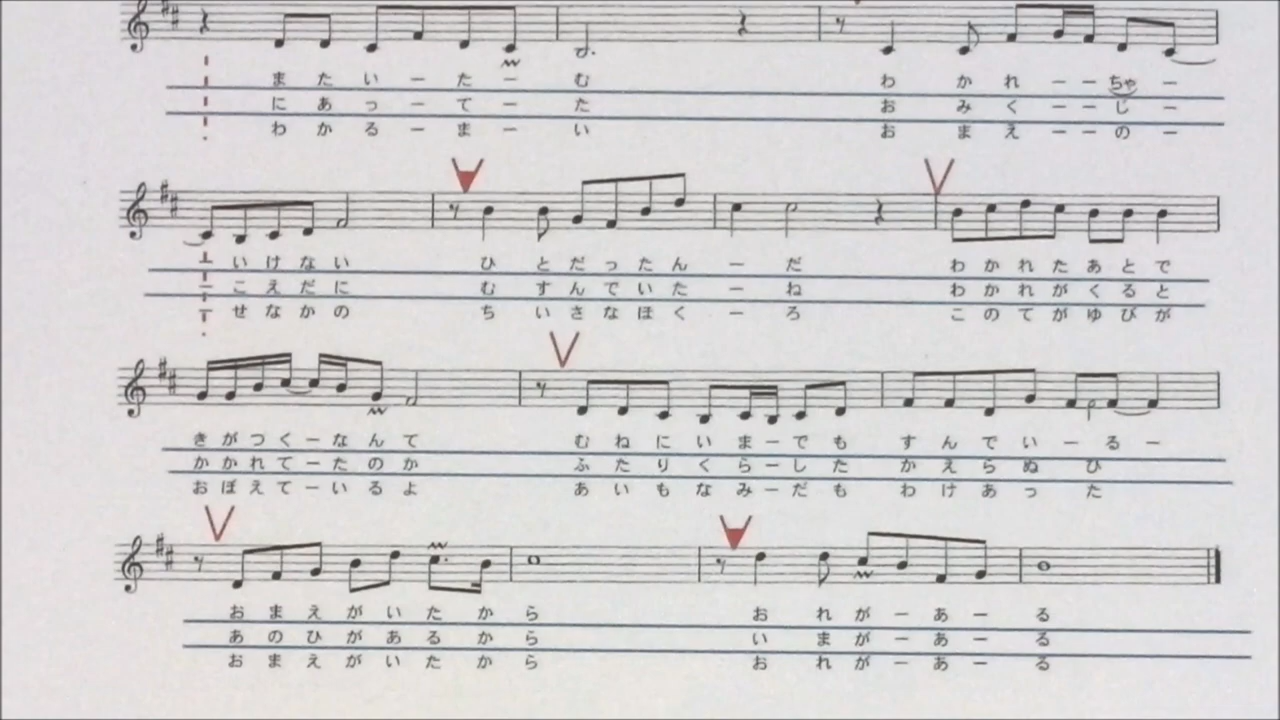 またいーたーむ わかれーーちゃー
にあってーた おみくーーじー
わかるーまーい おまえーーのー
ーいけない ひとだったんーだ わかれたあとで
ーこえだに むすんでいたーね わかれがくると
ーせなかの ちいさなほくーろ このてがゆびが
きがつくーなんて むねにいまーでも すんでいーるー
かかれてーたのか ふたりくらーした かえらぬひ
おぼえてーいるよ あいもなみーだも わけあった
おまえがいたから おれがーあーる
あのひがあるから いまがーあーる
おまえがいたから おれがーあーる